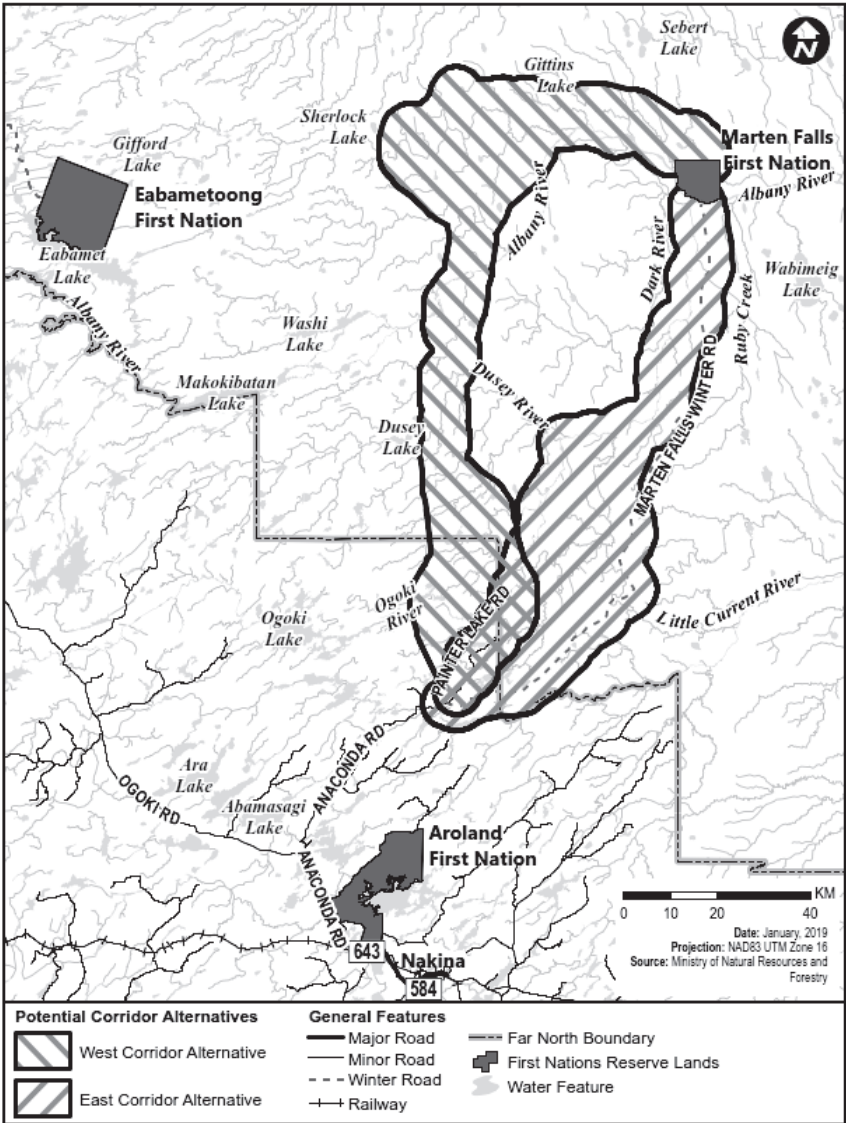 Sebert
Lake
N
Gittins
Lake
Sherlock
Lake
Marten Falls
First Nation
Gifford
Lake
Albany River
Eabametoong
First Nation
Albany River
Dark River
Eabamet
Lake
Wabimeig
Lake
Albany River
Ruby Creek
Washi
Lake
Makokibatan
Lake
Dusey River
MARTEN FALLS WINTER RD
Dusey
Lake
Ogoki
River
PAINTER LAKE RD
Little Current River
Ogoki
Lake
Ara
Lake
ANACONDA RD
OGOKI RD
Abamasagi
Lake
Aroland
First Nation
ANACONDA RD
KM
0 10 20 40
Date: January, 2019
Projection: NAD83 UTM Zone 16
Source: Ministry of Natural Resources and
Forestry
643
Nakina
584
Potential Corridor Alternatives
West Corridor Alternative
East Corridor Alternative
General Features
Major Road
Minor Road
Winter Road
Railway
Far North Boundary
First Nations Reserve Lands
Water Feature